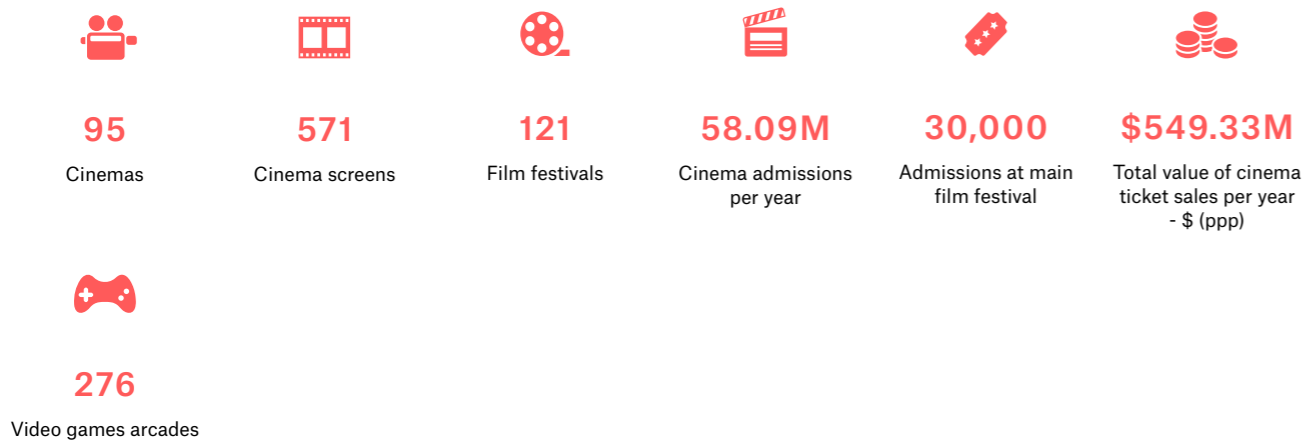 95
Cinemas
571
Cinema screens
121
Film festivals
58.09M
Cinema admissions
per year
30,000
Admissions at main
film festival
$549.33M
Total value of cinema
ticket sales per year
- $ (ppp)
276
Video games arcades